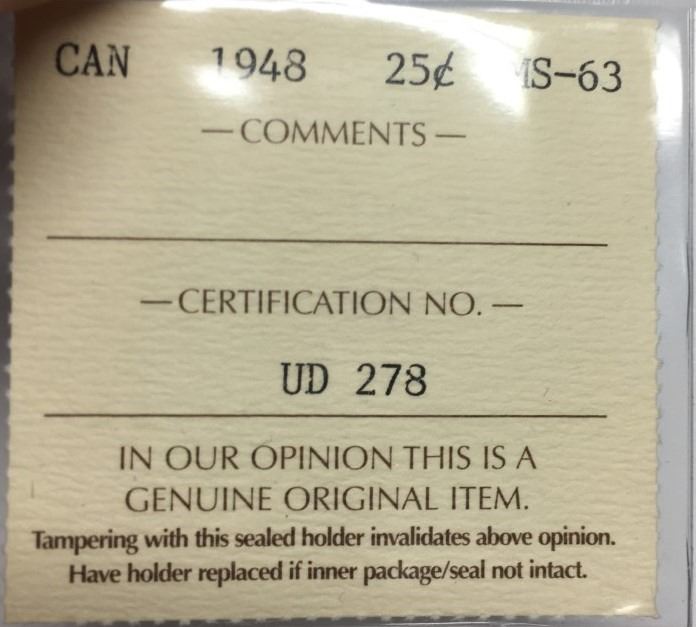 CAN 1948 25¢ MS-63
— COMMENTS —
— CERTIFICATION NO. —
UD 278
IN OUR OPINION THIS IS A
GENUINE ORIGINAL ITEM.
Tampering with this sealed holder invalidates above opinion.
Have holder replaced if inner package/seal not intact.